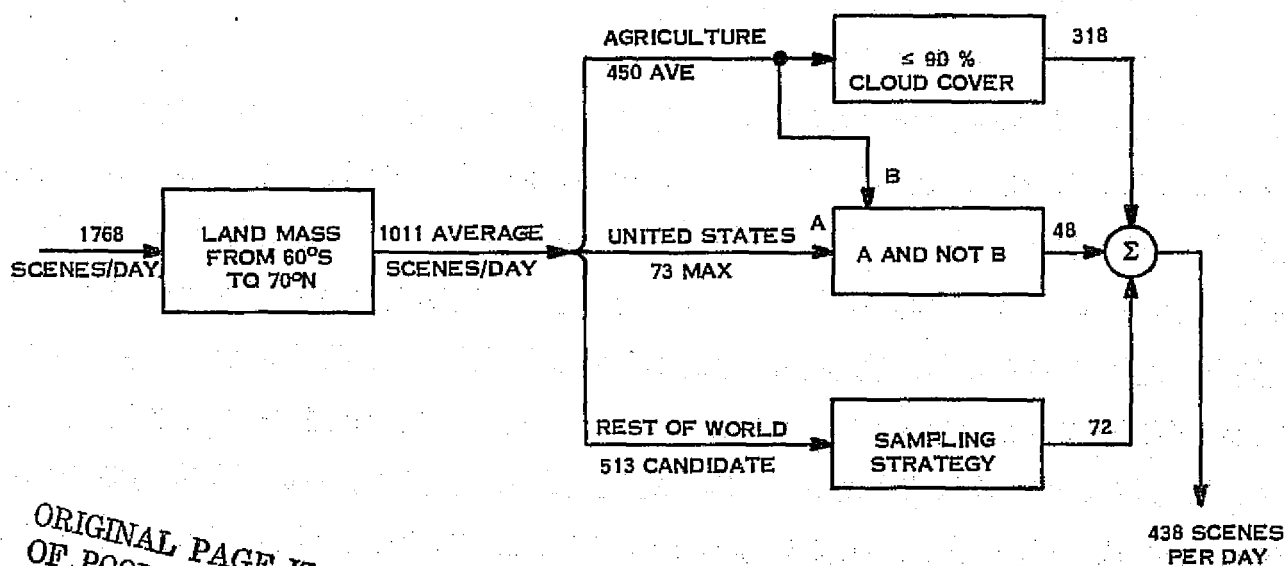 1768
SCENES/DAY
LAND MASS
FROM 60°S
TO 70°N
1011 AVERAGE
SCENES/DAY
AGRICULTURE
450 AVE
≤ 90 %
CLOUD COVER
318
B
A
UNITED STATES
73 MAX
A AND NOT B
48
Σ
REST OF WORLD
513 CANDIDATE
SAMPLING
STRATEGY
72
438 SCENES
PER DAY
ORIGINAL PAGE
OF